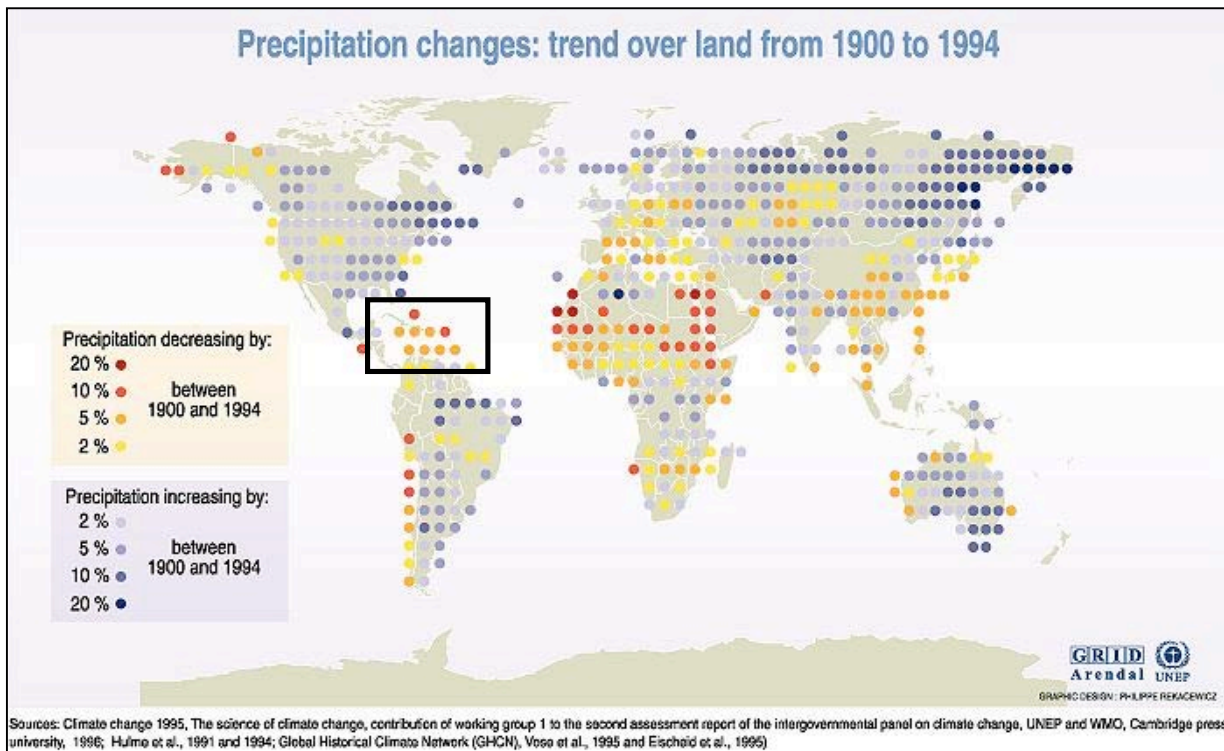 Precipitation changes: trend over land from 1900 to 1994
Precipitation decreasing by:
20 %
10 %
5 %
2 %
between
1900 and 1994
Precipitation increasing by:
2 %
5 %
10 %
20 %
between
1900 and 1994
GRID
Arendal
UNEP
GRAPHIC DESIGN : PHILIPPE REKACEWICZ
Sources: Climate change 1995, The science of climate change, contribution of working group 1 to the second assessment report of the intergovernmental panel on climate change, UNEP and WMO, Cambridge press
university, 1996; Hulme et al., 1991 and 1994; Global Historical Climate Network (GHCN), Vose et al., 1995 and Eischeid et al., 1995)